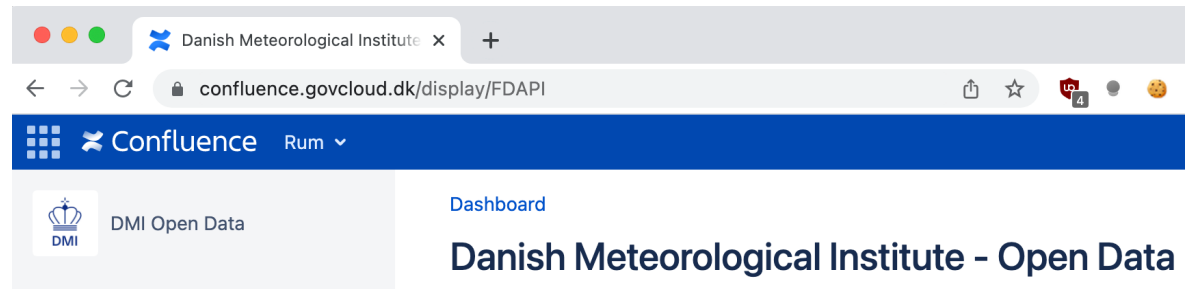 Danish Meteorological Institute
confluence.govcloud.dk/display/FDAPI
4
Confluence Rum
DMI
DMI Open Data
Dashboard
Danish Meteorological Institute - Open Data